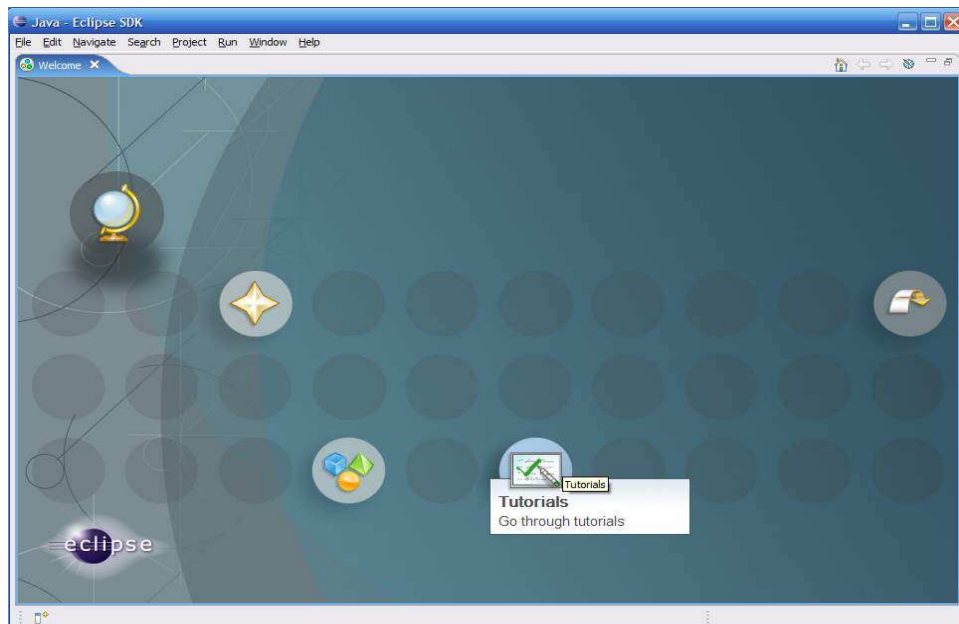 Java - Eclipse SDK
File Edit Navigate Search Project Run Window Help
Welcome
Tutorials
Tutorials
Go through tutorials
eclipse